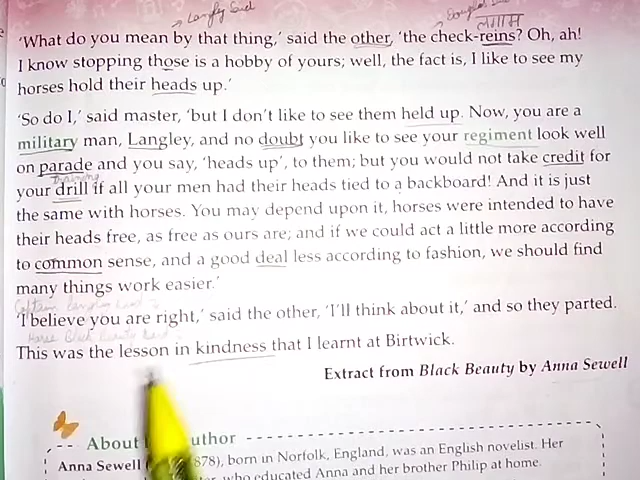 लगाम
'What do you mean by that thing,' said the other, 'the check-reins? Oh, ah!
I know stopping those is a hobby of yours; well, the fact is, I like to see my
horses hold their heads up.'
'So do I,' said master, 'but I don't like to see them held up. Now, you are a
military man, Langley, and no doubt you like to see your regiment look well
on parade and you say, 'heads up', to them; but you would not take credit for
training
your drill if all your men had their heads tied to a backboard! And it is just
the same with horses. You may depend upon it, horses were intended to have
their heads free, as free as ours are; and if we could act a little more according
to common sense, and a good deal less according to fashion, we should find
many things work easier.'
'I believe you are right,' said the other, 'I'll think about it,' and so they parted.
This was the lesson in kindness that I learnt at Birtwick.
Extract from Black Beauty by Anna Sewell
About uthor
Anna Sewell 878), born in Norfolk, England, was an English novelist. Her
who educated Anna and her brother Philip at home.